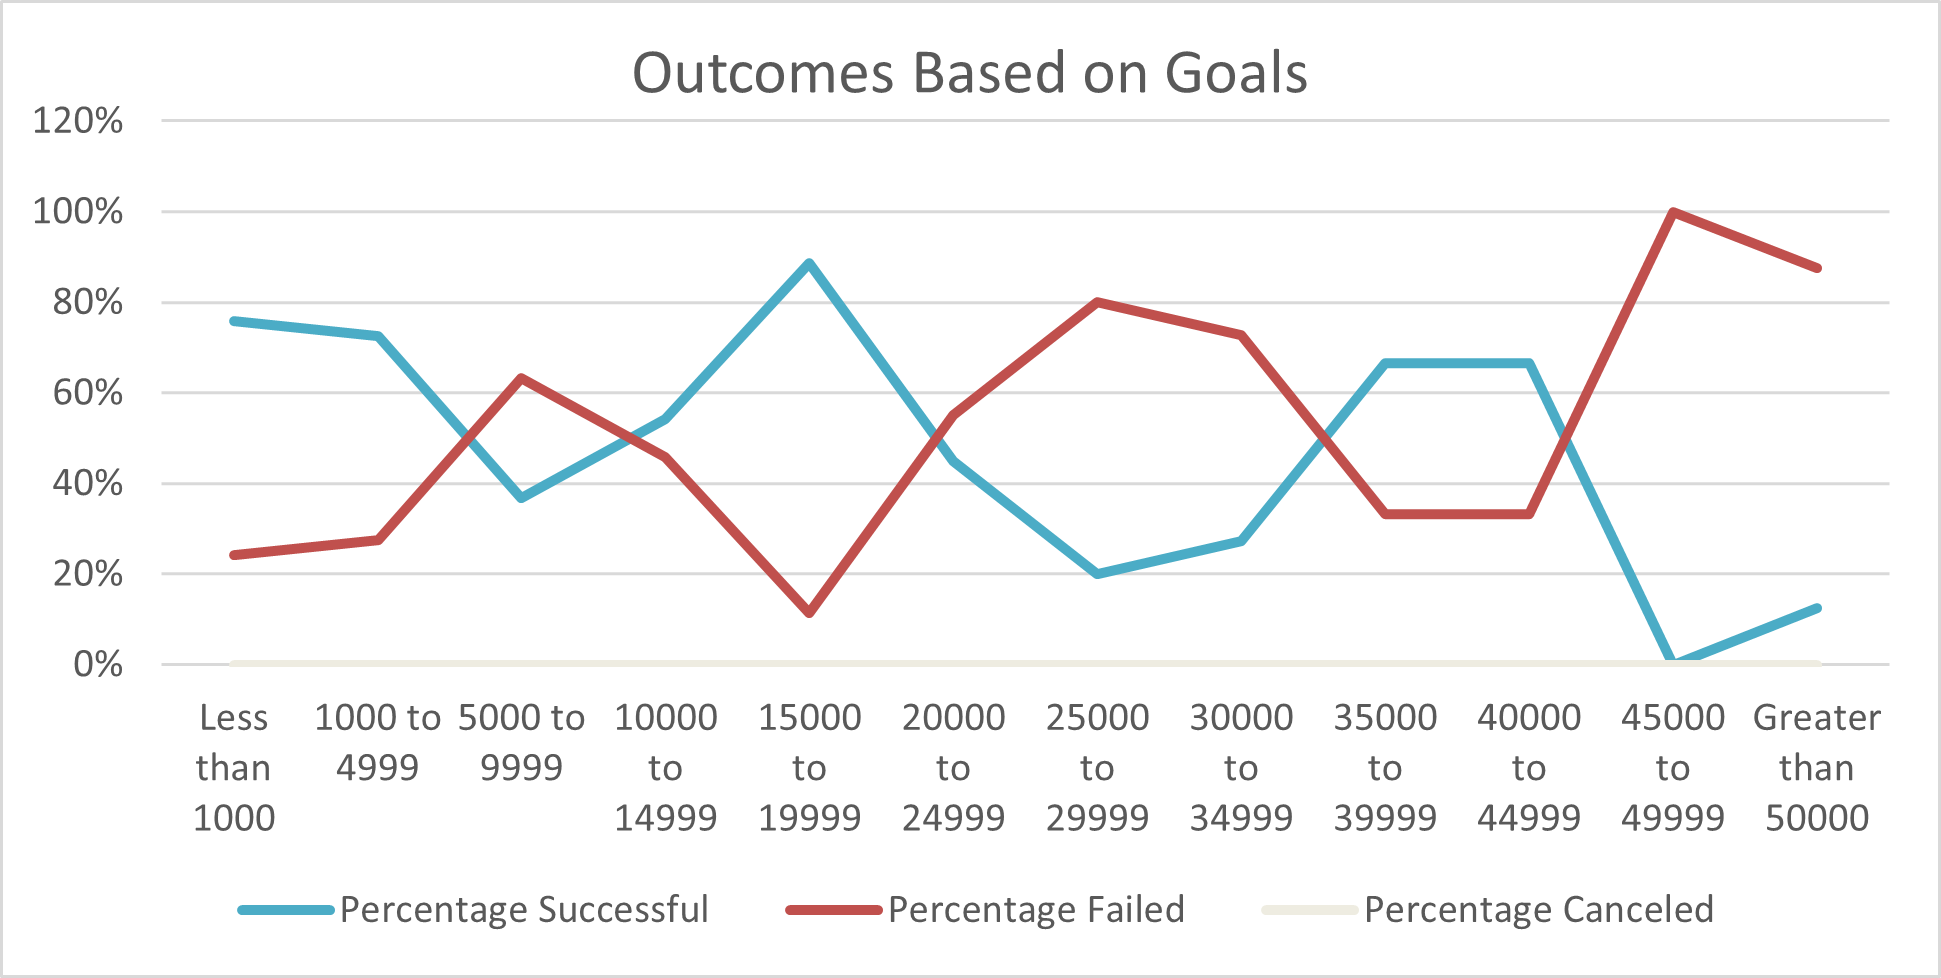 Outcomes Based on Goals
120%
100%
80%
60%
40%
20%
0%
Less than 1000
1000 to 4999
5000 to 9999
10000 to 14999
15000 to 19999
20000 to 24999
25000 to 29999
30000 to 34999
35000 to 39999
40000 to 44999
45000 to 49999
Greater than 50000
Percentage Successful
Percentage Failed
Percentage Canceled